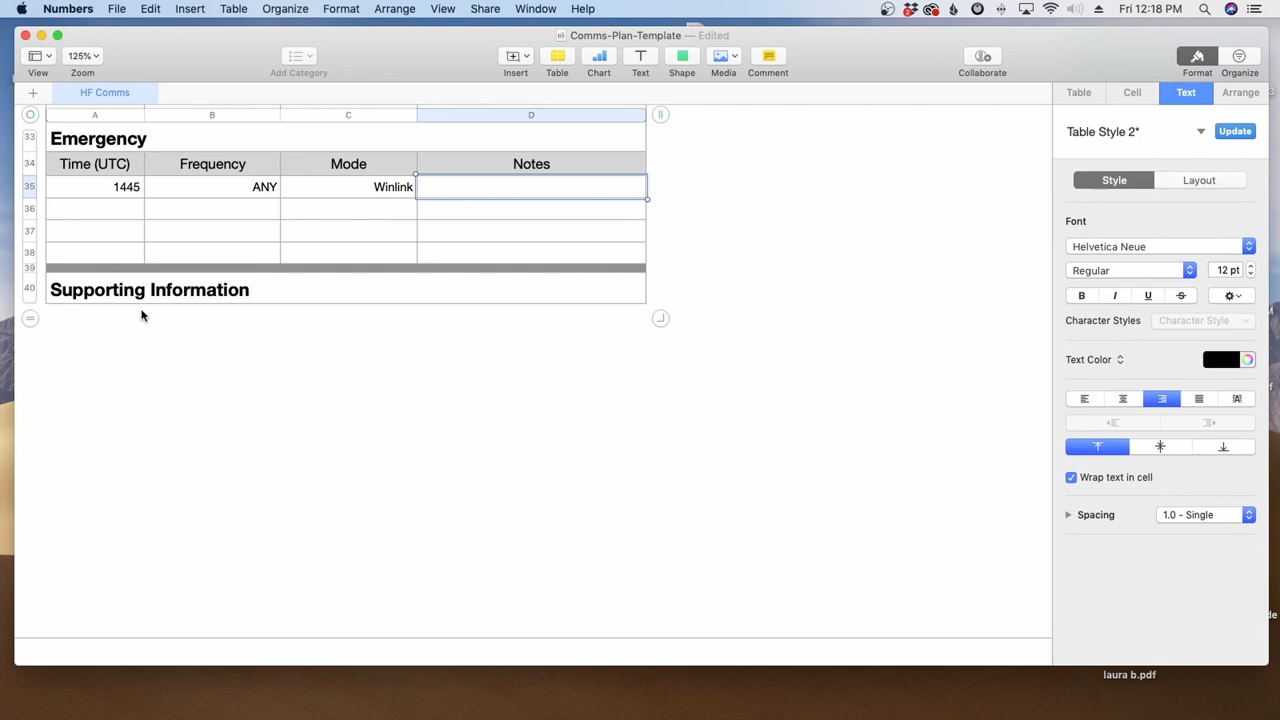 Numbers File Edit Insert Table Organize Format Arrange View Share Window Help Fri 12:18 PM
Comms-Plan-Template — Edited
125%
View Zoom Add Category Insert Table Chart Text Shape Media Comment Collaborate Format Organize
HF Comms
Table Cell Text Arrange
A B C D
33 Emergency
34 Time (UTC) Frequency Mode Notes
35 1445 ANY Winlink
36
37
38
39
40 Supporting Information
Table Style 2* Update
Style Layout
Font
Helvetica Neue
Regular 12 pt
B I U S
Character Styles Character Style
Text Color
Wrap text in cell
Spacing 1.0 - Single
laura b.pdf